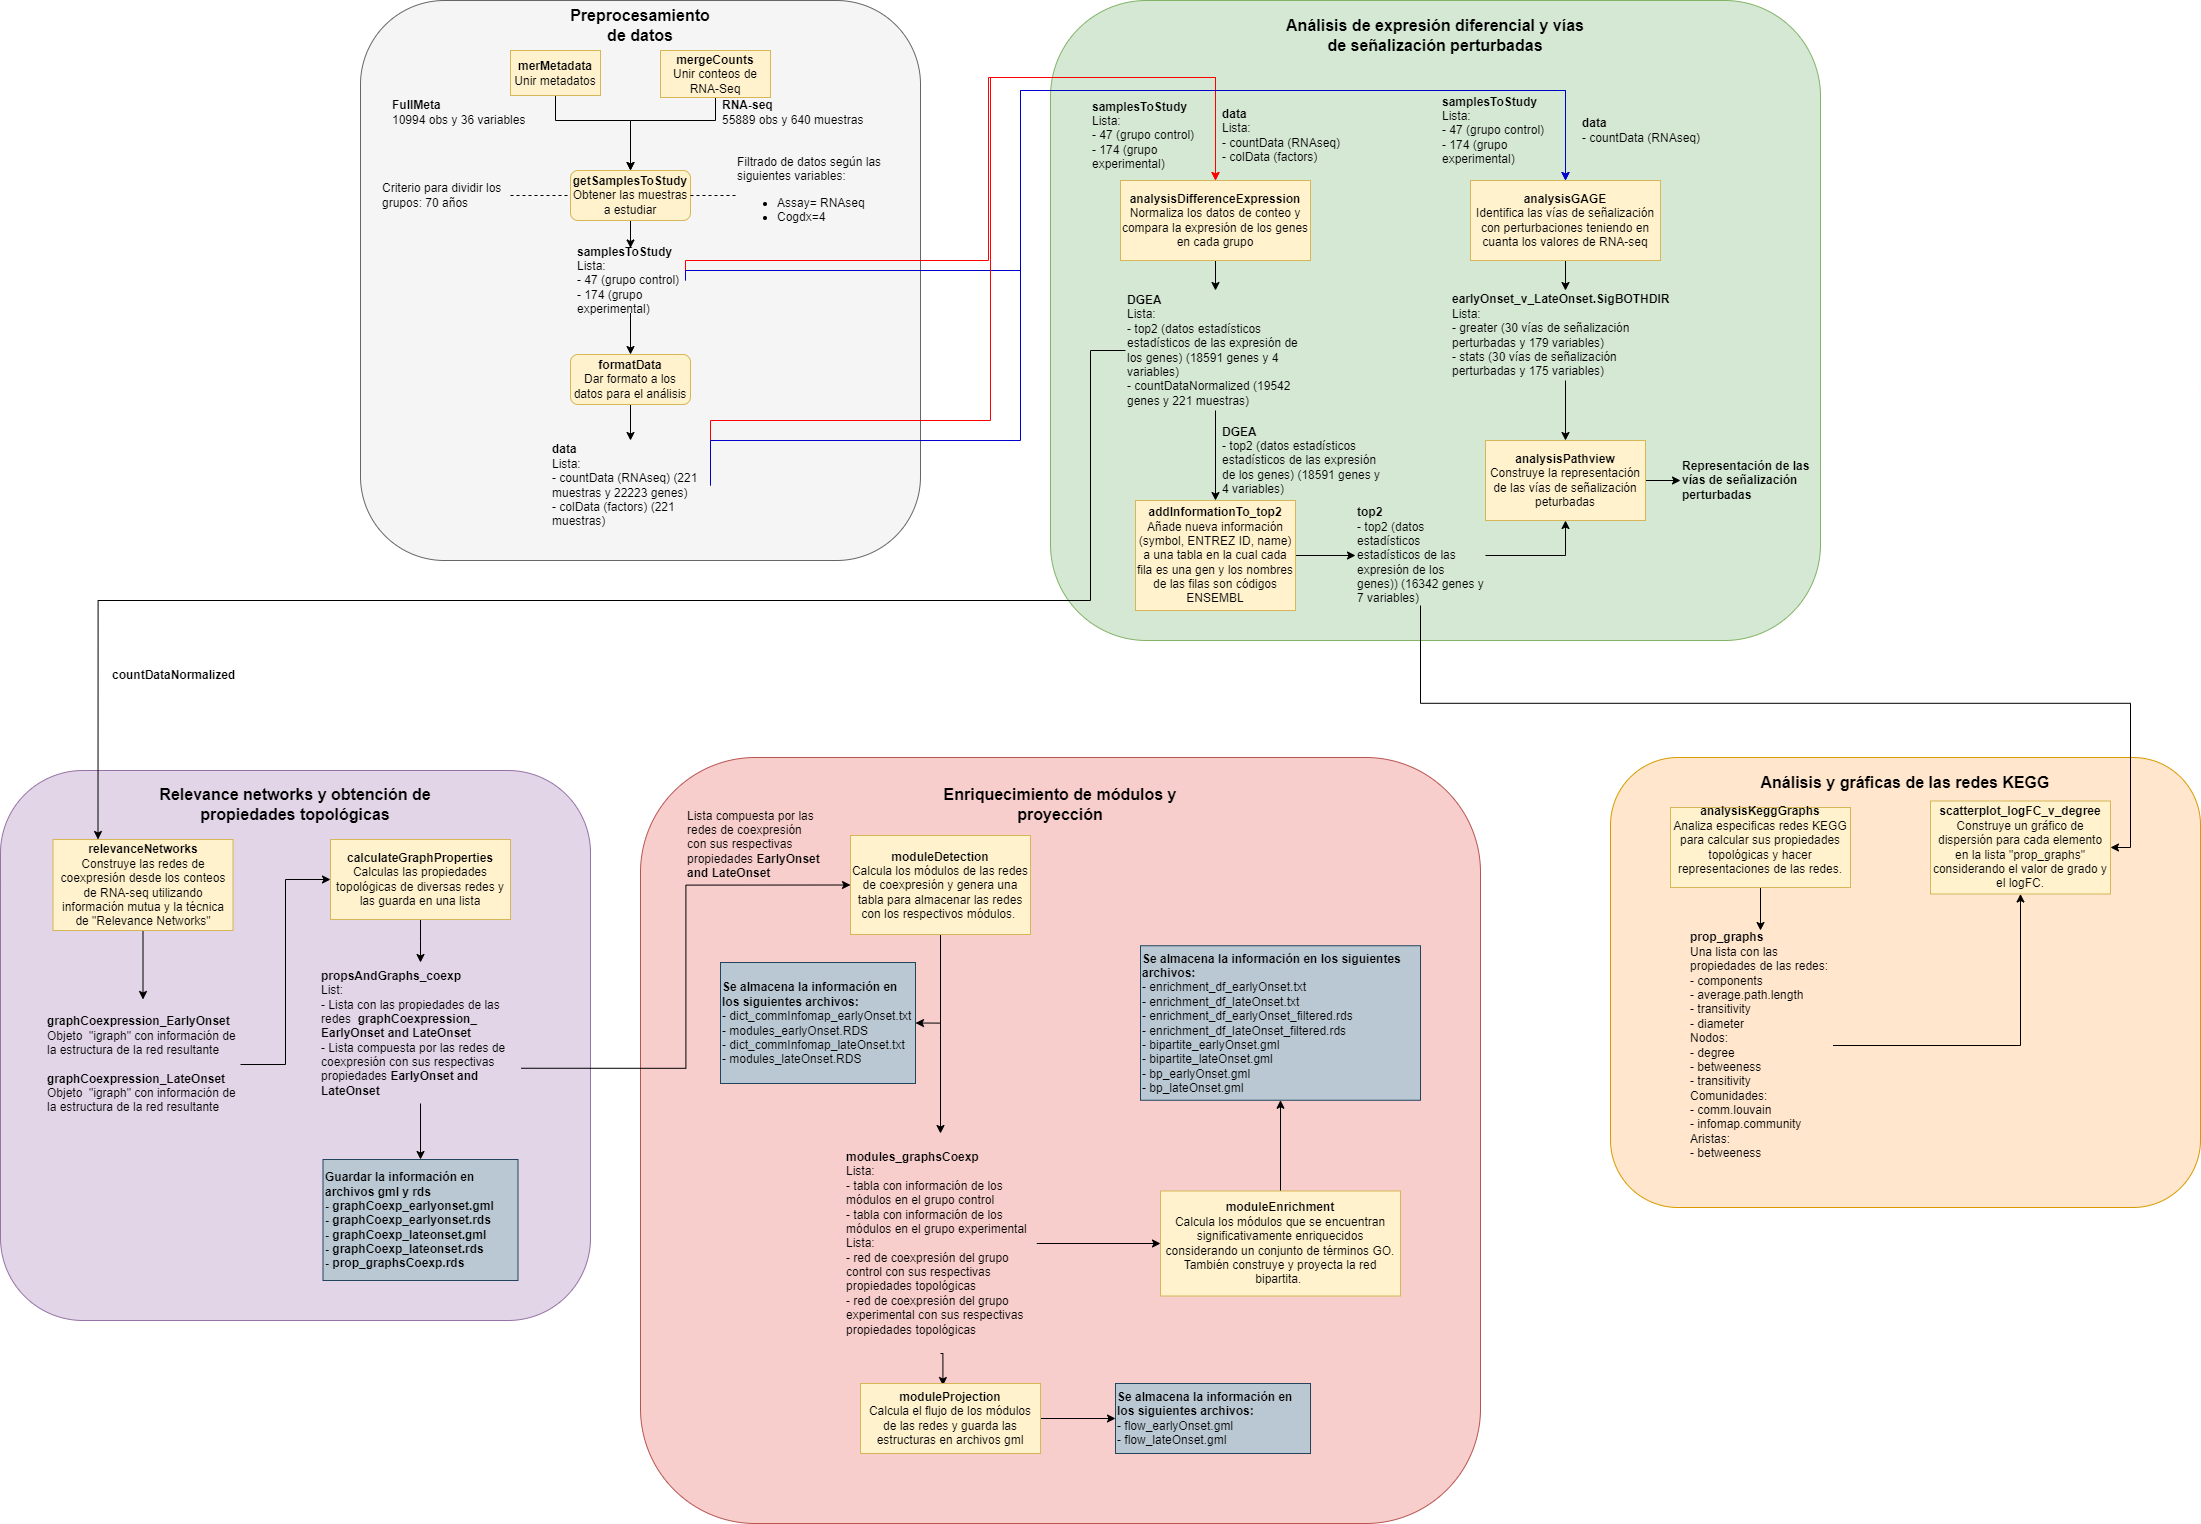 Preprocesamiento
de datos
merMetadata
Unir metadatos
mergeCounts
Unir conteos de
RNA-Seq
FullMeta
10994 obs y 36 variables
RNA-seq
55889 obs y 640 muestras
Criterio para dividir los
grupos: 70 años
getSamplesToStudy
Obtener las muestras
a estudiar
Filtrado de datos según las
siguientes variables:
• Assay= RNAseq
• Cogdx=4
samplesToStudy
Lista:
- 47 (grupo control)
- 174 (grupo
experimental)
formatData
Dar formato a los
datos para el análisis
data
Lista:
- countData (RNAseq) (221
muestras y 22223 genes)
- colData (factors) (221
muestras)
Análisis de expresión diferencial y vías
de señalización perturbadas
samplesToStudy
Lista:
- 47 (grupo control)
- 174 (grupo
experimental)
data
Lista:
- countData (RNAseq)
- colData (factors)
analysisDifferenceExpression
Normaliza los datos de conteo y
compara la expresión de los genes
en cada grupo
DGEA
Lista:
- top2 (datos estadísticos
estadísticos de las expresión de
los genes) (18591 genes y 4
variables)
- countDataNormalized (19542
genes y 221 muestras)
DGEA
- top2 (datos estadísticos
estadísticos de las expresión
de los genes) (18591 genes y
4 variables)
addInformationTo_top2
Añade nueva información
(symbol, ENTREZ ID, name)
a una tabla en la cual cada
fila es una gen y los nombres
de las filas son códigos
ENSEMBL
top2
- top2 (datos
estadísticos
estadísticos de las
expresión de los
genes)) (16342 genes y
7 variables)
samplesToStudy
Lista:
- 47 (grupo control)
- 174 (grupo
experimental)
data
- countData (RNAseq)
analysisGAGE
Identifica las vías de señalización
con perturbaciones teniendo en
cuanta los valores de RNA-seq
earlyOnset_v_LateOnset.SigBOTHDIR
Lista:
- greater (30 vías de señalización
perturbadas y 179 variables)
- stats (30 vías de señalización
perturbadas y 175 variables)
analysisPathview
Construye la representación
de las vías de señalización
peturbadas
Representación de las
vías de señalización
perturbadas
countDataNormalized
Relevance networks y obtención de
propiedades topológicas
relevanceNetworks
Construye las redes de
coexpresión desde los conteos
de RNA-seq utilizando
información mutua y la técnica
de "Relevance Networks"
graphCoexpression_EarlyOnset
Objeto "igraph" con información de
la estructura de la red resultante
graphCoexpression_LateOnset
Objeto "igraph" con información de
la estructura de la red resultante
calculateGraphProperties
Calculas las propiedades
topológicas de diversas redes y
las guarda en una lista
propsAndGraphs_coexp
List:
- Lista con las propiedades de las
redes graphCoexpression_
EarlyOnset and LateOnset
- Lista compuesta por las redes de
coexpresión con sus respectivas
propiedades EarlyOnset and
LateOnset
Guardar la información en
archivos gml y rds
- graphCoexp_earlyonset.gml
- graphCoexp_earlyonset.rds
- graphCoexp_lateonset.gml
- graphCoexp_lateonset.rds
- prop_graphsCoexp.rds
Enriquecimiento de módulos y
proyección
Lista compuesta por las
redes de coexpresión
con sus respectivas
propiedades EarlyOnset
and LateOnset
moduleDetection
Calcula los módulos de las redes
de coexpresión y genera una
tabla para almacenar las redes
con los respectivos módulos.
Se almacena la información en
los siguientes archivos:
- dict_commInfomap_earlyOnset.txt
- modules_earlyOnset.RDS
- dict_commInfomap_lateOnset.txt
- modules_lateOnset.RDS
Se almacena la información en los siguientes
archivos:
- enrichment_df_earlyOnset.txt
- enrichment_df_lateOnset.txt
- enrichment_df_earlyOnset_filtered.rds
- enrichment_df_lateOnset_filtered.rds
- bipartite_earlyOnset.gml
- bipartite_lateOnset.gml
- bp_earlyOnset.gml
- bp_lateOnset.gml
modules_graphsCoexp
Lista:
- tabla con información de los
módulos en el grupo control
- tabla con información de los
módulos en el grupo experimental
Lista:
- red de coexpresión del grupo
control con sus respectivas
propiedades topológicas
- red de coexpresión del grupo
experimental con sus respectivas
propiedades topológicas
moduleEnrichment
Calcula los módulos que se encuentran
significativamente enriquecidos
considerando un conjunto de términos GO.
También construye y proyecta la red
bipartita.
moduleProjection
Calcula el flujo de los módulos
de las redes y guarda las
estructuras en archivos gml
Se almacena la información en
los siguientes archivos:
- flow_earlyOnset.gml
- flow_lateOnset.gml
Análisis y gráficas de las redes KEGG
analysisKeggGraphs
Analiza especificas redes KEGG
para calcular sus propiedades
topológicas y hacer
representaciones de las redes.
scatterplot_logFC_v_degree
Construye un gráfico de
dispersión para cada elemento
en la lista "prop_graphs"
considerando el valor de grado y
el logFC.
prop_graphs
Una lista con las
propiedades de las redes:
- components
- average.path.length
- transitivity
- diameter
Nodos:
- degree
- betweeness
- transitivity
Comunidades:
- comm.louvain
- infomap.community
Aristas:
- betweeness